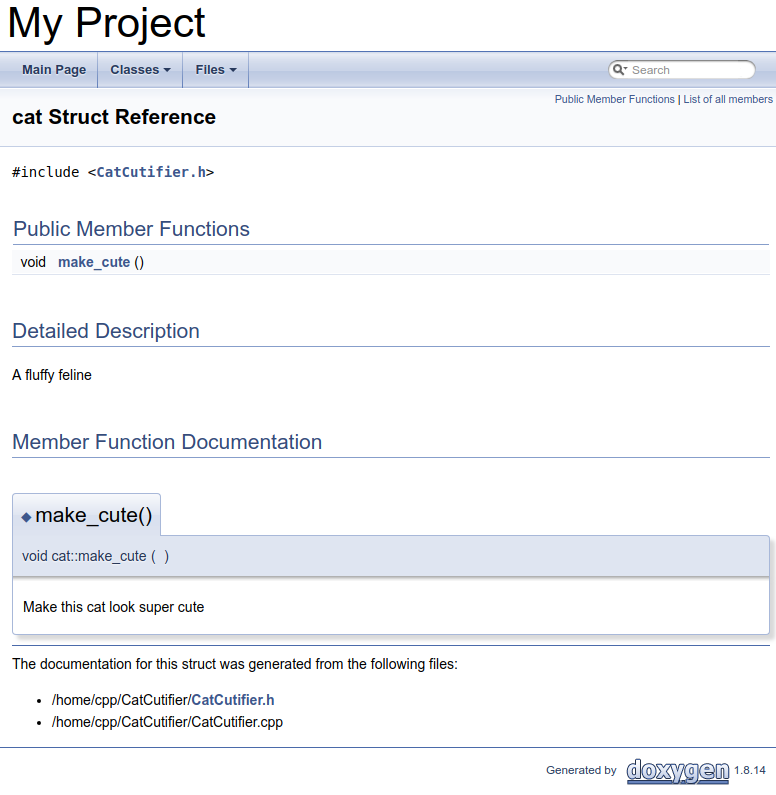 My Project
Main Page Classes Files Search
Public Member Functions | List of all members
cat Struct Reference
#include <CatCutifier.h>
Public Member Functions
void make_cute ()
Detailed Description
A fluffy feline
Member Function Documentation
◆ make_cute()
void cat::make_cute ( )
Make this cat look super cute
The documentation for this struct was generated from the following files:
• /home/cpp/CatCutifier/CatCutifier.h
• /home/cpp/CatCutifier/CatCutifier.cpp
Generated by doxygen 1.8.14